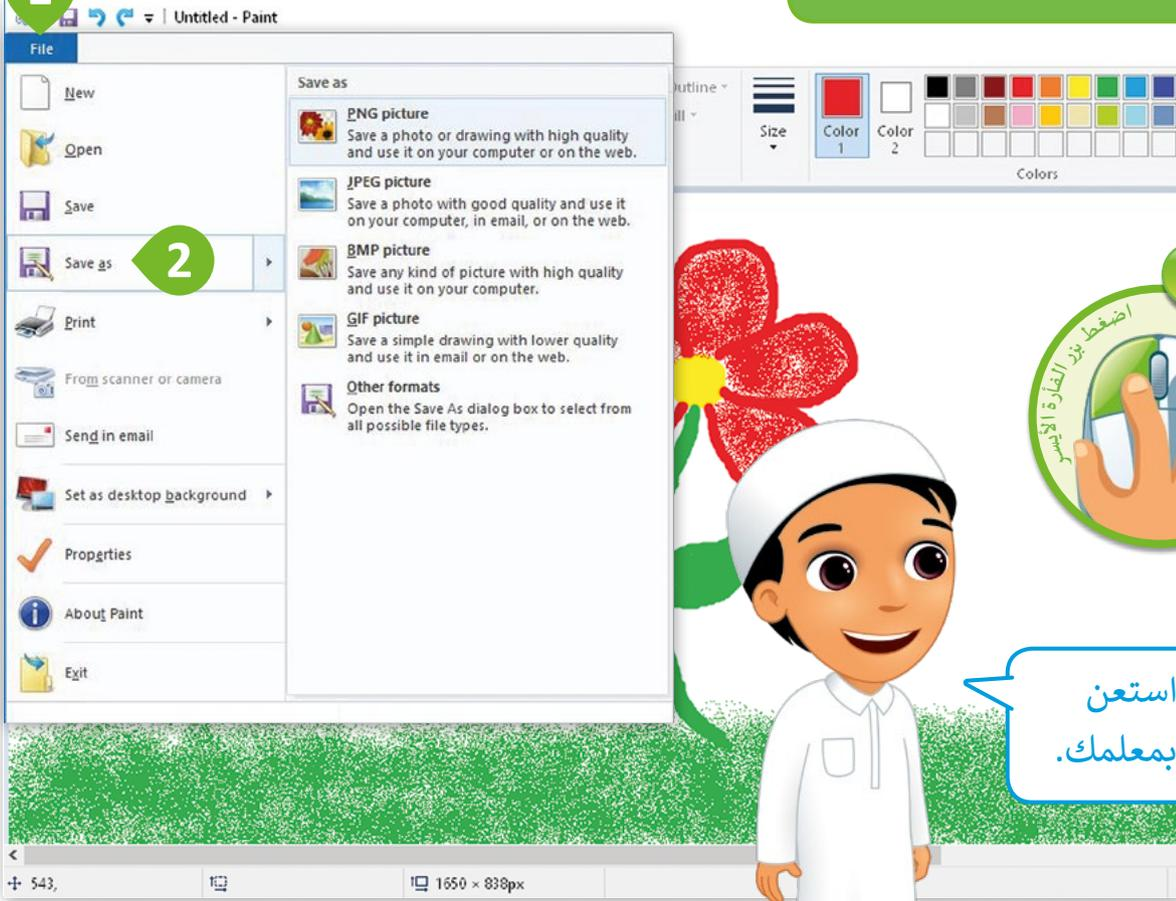 Untitled - Paint
File
New
Open
Save
Save as
2
Print
From scanner or camera
Send in email
Set as desktop background
Properties
About Paint
Exit
Save as
PNG picture
Save a photo or drawing with high quality
and use it on your computer or on the web.
JPEG picture
Save a photo with good quality and use it
on your computer, in email, or on the web.
BMP picture
Save any kind of picture with high quality
and use it on your computer.
GIF picture
Save a simple drawing with lower quality
and use it in email or on the web.
Other formats
Open the Save As dialog box to select from
all possible file types.
Size
Color
1
Color
2
Colors
اضغط بزر الفأرة الأيسر
استعن
بمعلمك.
543,
1650 × 838px